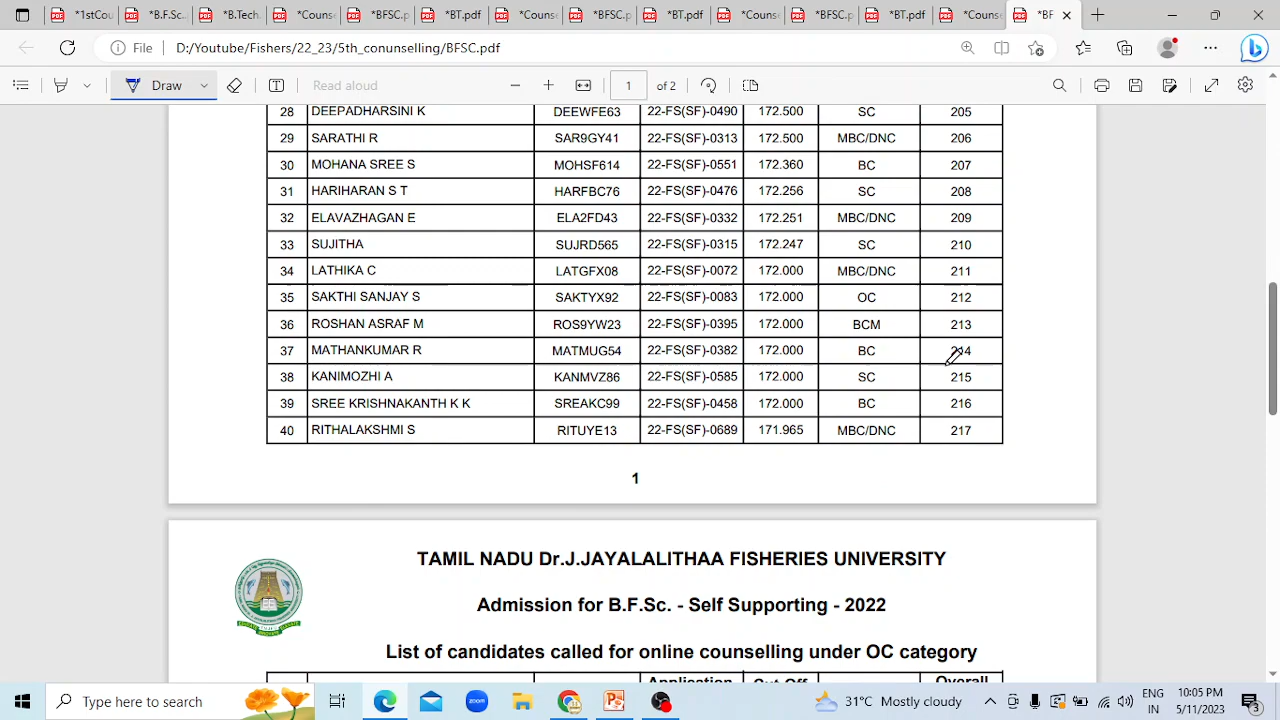 *1stCou
*B.F.Sc.
*B.Tech.
*Couns
*BFSC.p
*BT.pdf
*Couns
*BFSC.p
*BT.pdf
*Couns
*BFSC.p
*BT.pdf
*Couns
*BF
File
D:/Youtube/Fishers/22_23/5th_conunselling/BFSC.pdf
Draw
Read aloud
1 of 2
28 DEEPADHARSINI K DEEWFE63 22-FS(SF)-0490 172.500 SC 205
29 SARATHI R SAR9GY41 22-FS(SF)-0313 172.500 MBC/DNC 206
30 MOHANA SREE S MOHSF614 22-FS(SF)-0551 172.360 BC 207
31 HARIHARAN S T HARFBC76 22-FS(SF)-0476 172.256 SC 208
32 ELAVAZHAGAN E ELA2FD43 22-FS(SF)-0332 172.251 MBC/DNC 209
33 SUJITHA SUJRD565 22-FS(SF)-0315 172.247 SC 210
34 LATHIKA C LATGFX08 22-FS(SF)-0072 172.000 MBC/DNC 211
35 SAKTHI SANJAY S SAKTYX92 22-FS(SF)-0083 172.000 OC 212
36 ROSHAN ASRAF M ROS9YW23 22-FS(SF)-0395 172.000 BCM 213
37 MATHANKUMAR R MATMUG54 22-FS(SF)-0382 172.000 BC 214
38 KANIMOZHI A KANMVZ86 22-FS(SF)-0585 172.000 SC 215
39 SREE KRISHNAKANTH K K SREAKC99 22-FS(SF)-0458 172.000 BC 216
40 RITHALAKSHMI S RITUYE13 22-FS(SF)-0689 171.965 MBC/DNC 217
1
TAMIL NADU Dr.J.JAYALALITHAA FISHERIES UNIVERSITY
Admission for B.F.Sc. - Self Supporting - 2022
List of candidates called for online counselling under OC category
Application Cut-Off Overall
Type here to search
zoom
31°C Mostly cloudy
ENG
IN
10:05 PM
5/11/2023
3